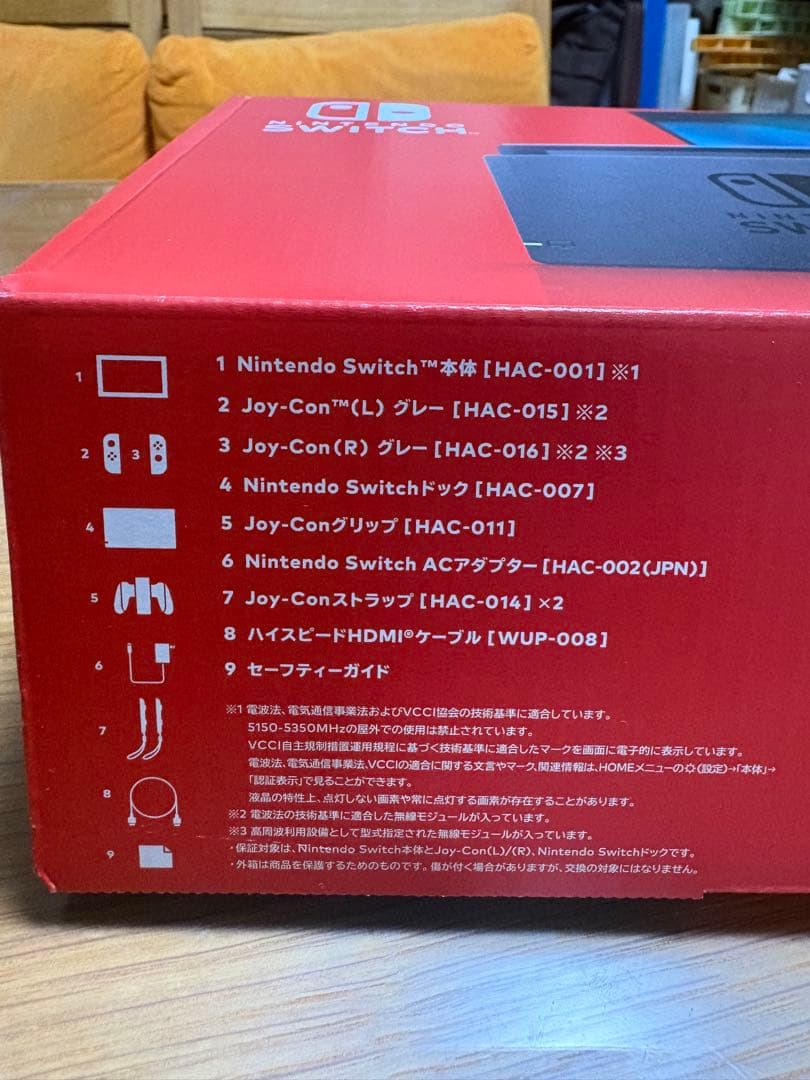 NINTENDO
SWITCH™
1 Nintendo Switch™本体 [HAC-001] ※1
2 Joy-Con™(L) グレー [HAC-015] ※2
3 Joy-Con(R) グレー [HAC-016] ※2 ※3
4 Nintendo Switchドック [HAC-007]
5 Joy-Conグリップ [HAC-011]
6 Nintendo Switch ACアダプター [HAC-002(JPN)]
7 Joy-Conストラップ [HAC-014] ×2
8 ハイスピードHDMI®ケーブル [WUP-008]
9 セーフティーガイド
1
2 3
4
5
6
7
8
9
※1 電波法、電気通信事業法およびVCCI協会の技術基準に適合しています。
5150-5350MHzの屋外での使用は禁止されています。
VCCI自主規制措置運用規程に基づく技術基準に適合したマークを画面に電子的に表示しています。
電波法、電気通信事業法、VCCIの適合に関する文言やマーク、関連情報は、HOMEメニューの(設定)→「本体」→
「認証表示」で見ることができます。
液晶の特性上、点灯しない画素や常に点灯する画素が存在することがあります。
※2 電波法の技術基準に適合した無線モジュールが入っています。
※3 高周波利用設備として型式指定された無線モジュールが入っています。
・保証対象は、Nintendo Switch本体とJoy-Con(L)/(R)、Nintendo Switchドックです。
・外箱は商品を保護するためのものです。傷が付く場合がありますが、交換の対象にはなりません。